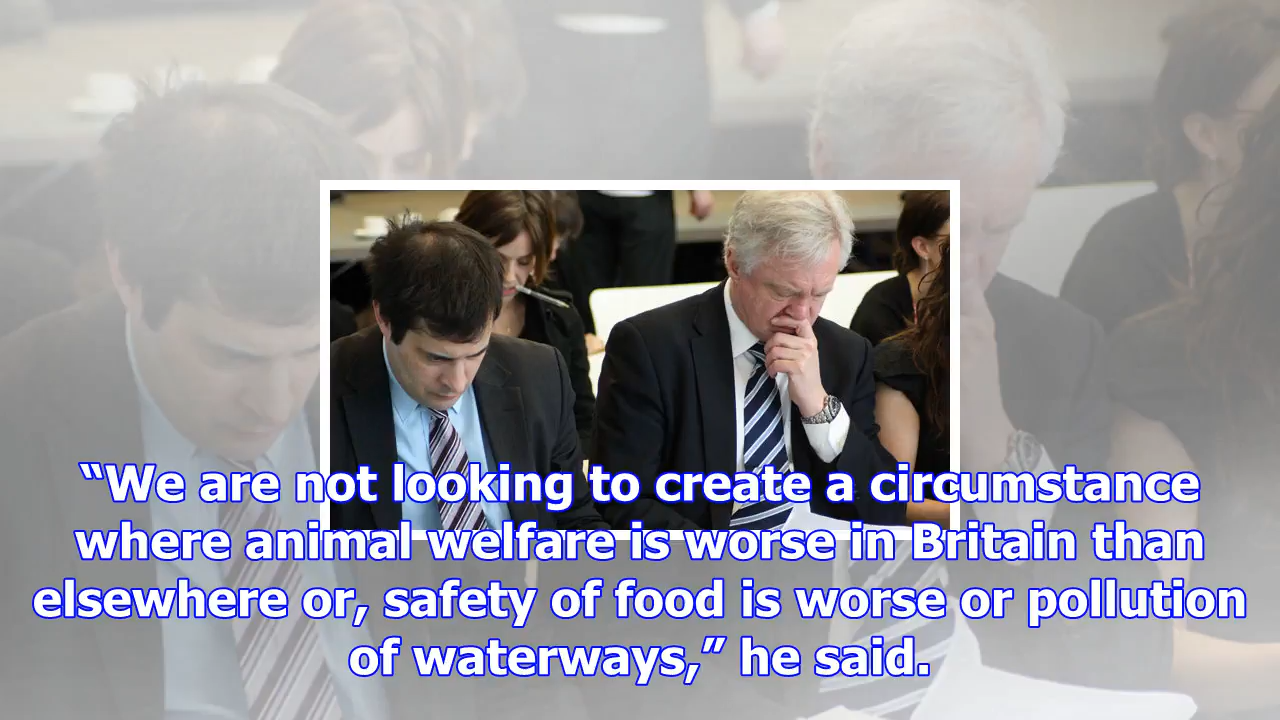 “We are not looking to create a circumstance
where animal welfare is worse in Britain than
elsewhere or, safety of food is worse or pollution
of waterways,” he said.